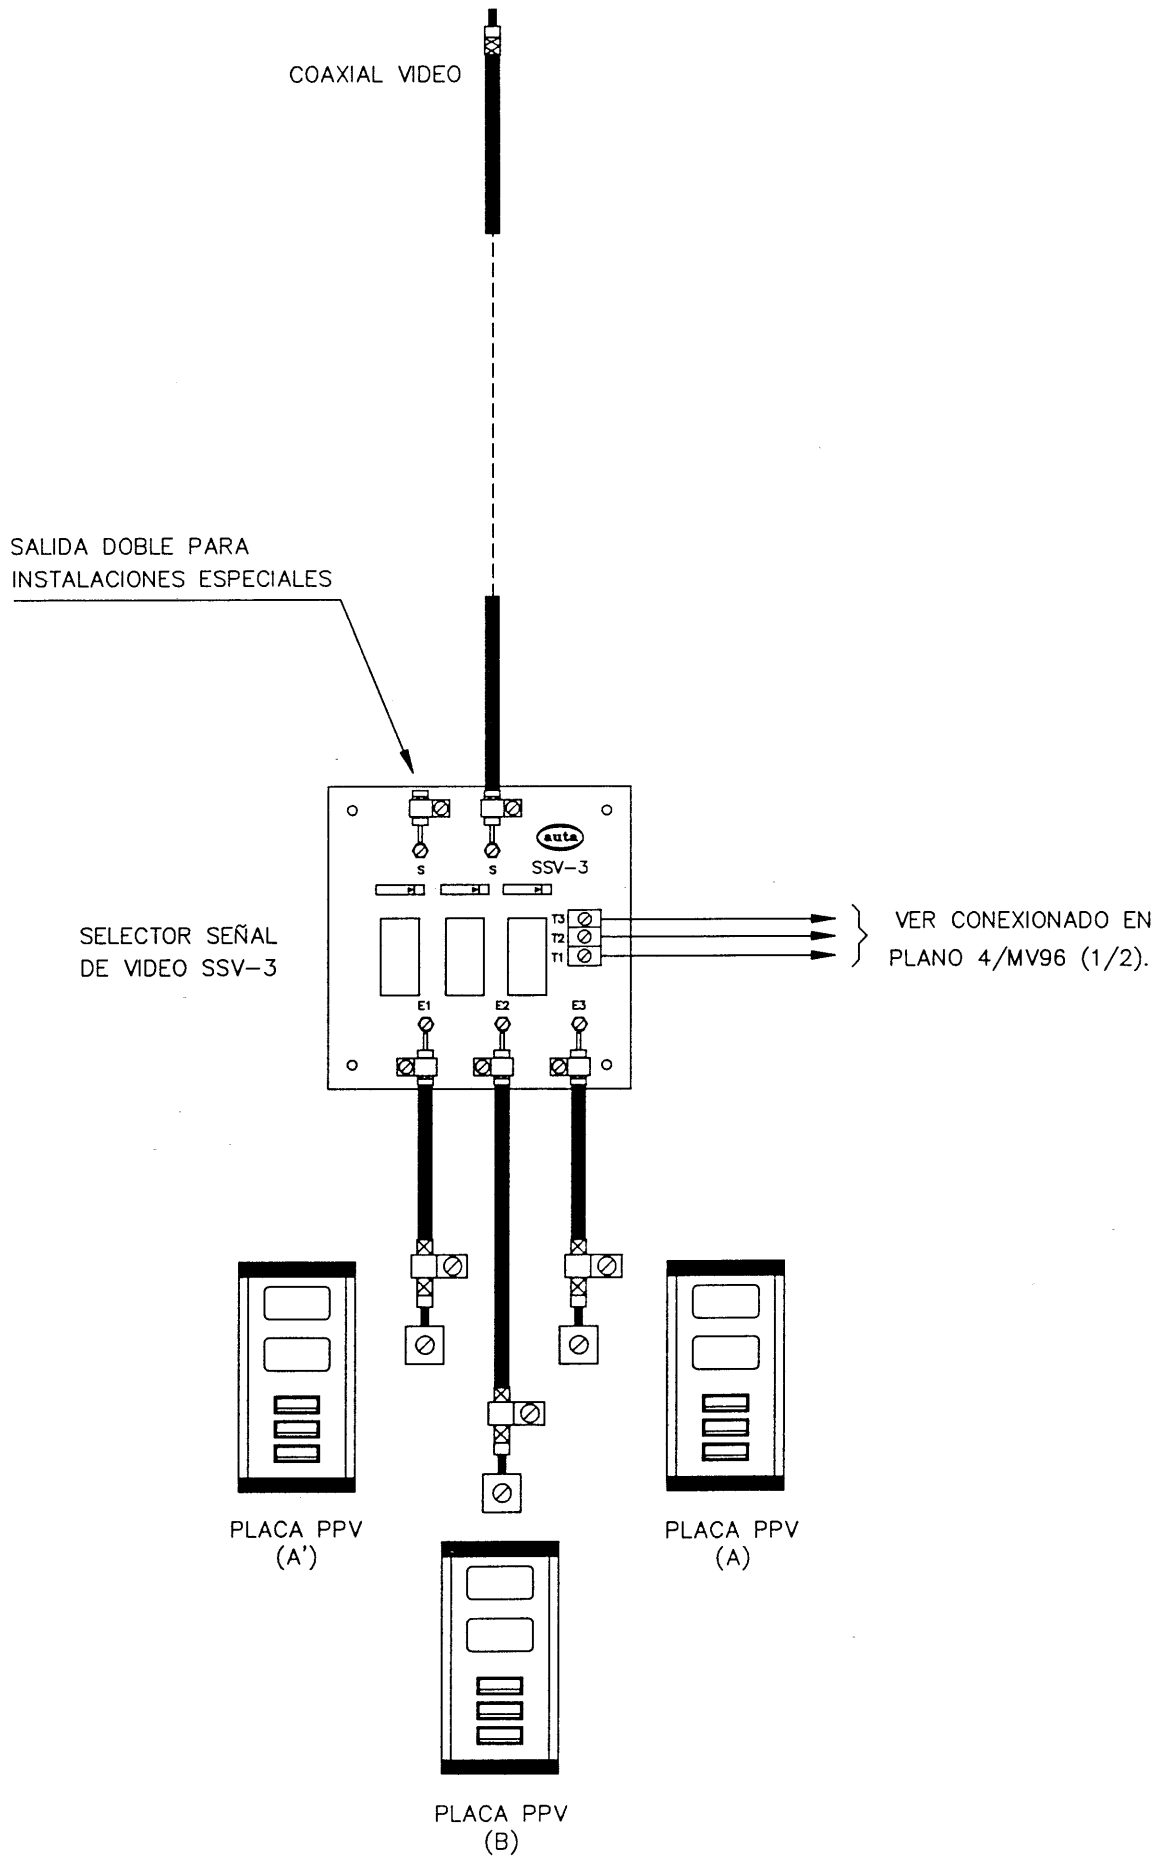 COAXIAL VIDEO
SALIDA DOBLE PARA
INSTALACIONES ESPECIALES
auta
S
S
SSV-3
T3
T2
T1
VER CONEXIONADO EN
PLANO 4/MV96 (1/2).
SELECTOR SEÑAL
DE VIDEO SSV-3
E1
E2
E3
PLACA PPV
(A')
PLACA PPV
(A)
PLACA PPV
(B)